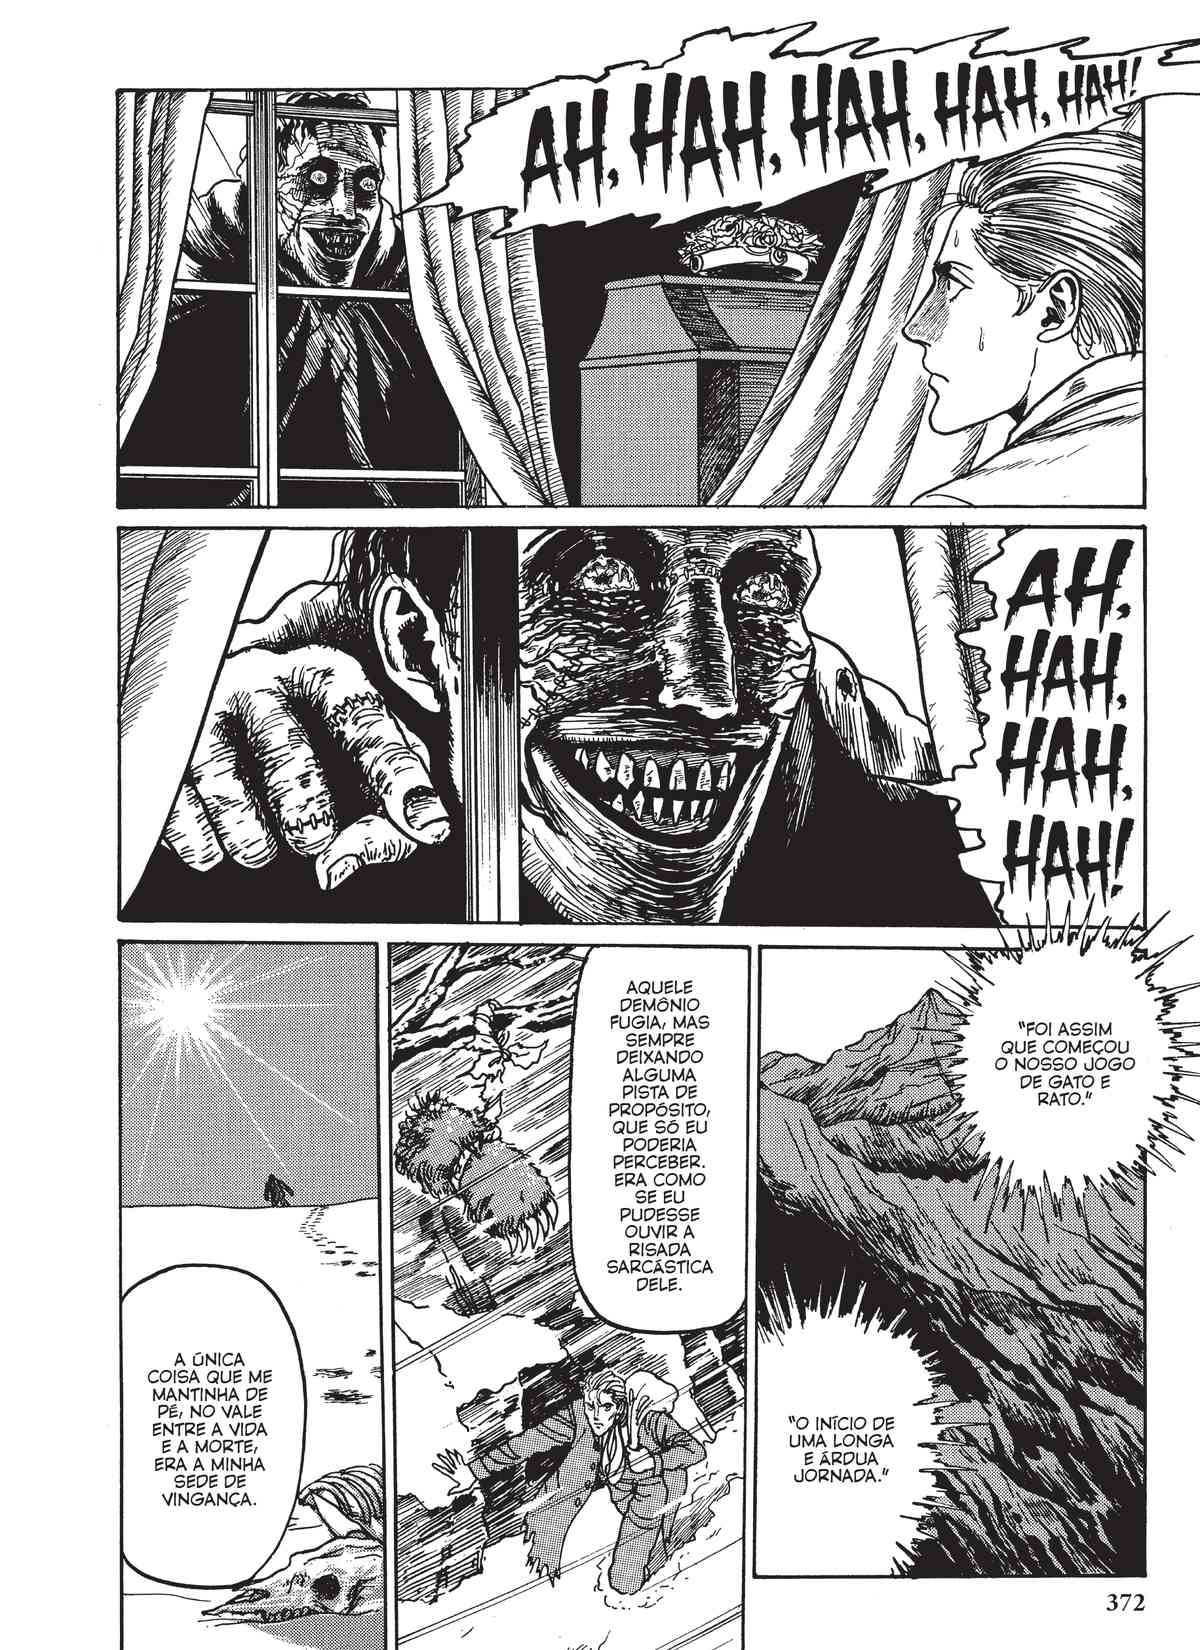 AH, HAH, HAH, HAH, HAH!
AH,
HAH,
HAH,
HAH!
"FOI ASSIM
QUE COMEÇOU
O NOSSO JOGO
DE GATO E
RATO."
"O INÍCIO DE
UMA LONGA
E ÁRDUA
JORNADA."
AQUELE
DEMÔNIO
FUGIA, MAS
SEMPRE
DEIXANDO
ALGUMA
PISTA DE
PROPÓSITO,
QUE SÓ EU
PODERIA
PERCEBER.
ERA COMO
SE EU
PUDESSE
OUVIR A
RISADA
SARCÁSTICA
DELE.
A ÚNICA
COISA QUE ME
MANTINHA DE
PÉ, NO VALE
ENTRE A VIDA
E A MORTE,
ERA A MINHA
SEDE DE
VINGANÇA.
372